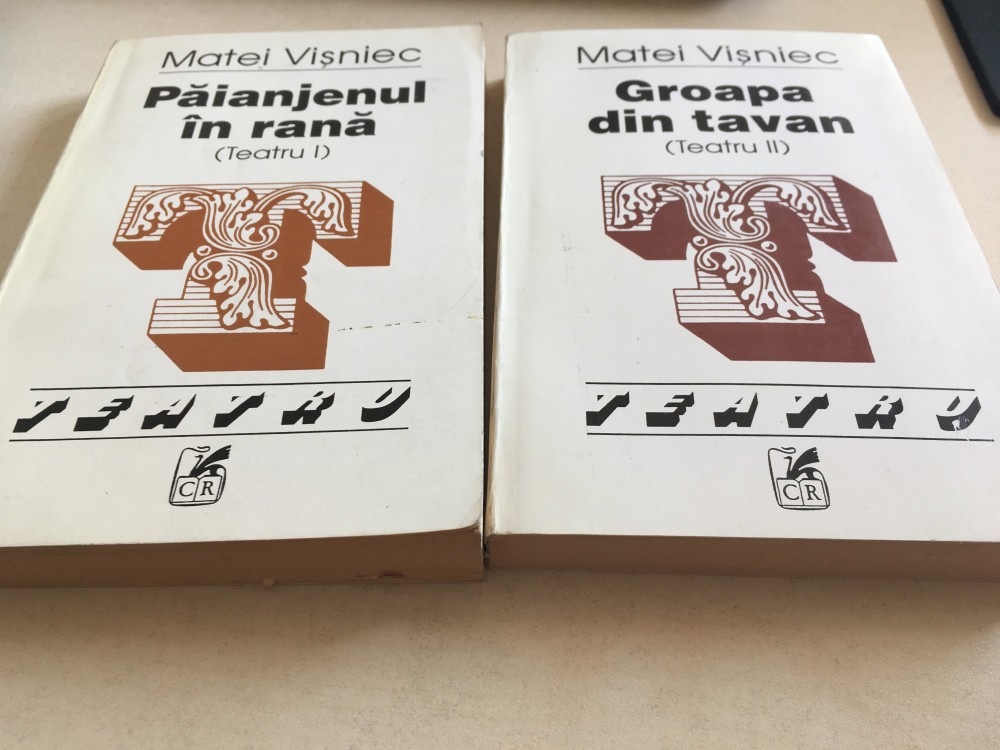 Matei Vişniec
Păianjenul
în rană
(Teatru I)
T
TEATRU
CR
Matei Vişniec
Groapa
din tavan
(Teatru II)
T
TEATRU
CR